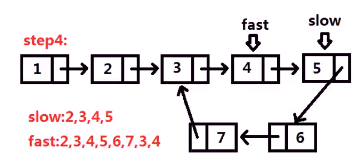 step4:
fast
slow
1 2 3 4 5
slow:2,3,4,5
fast:2,3,4,5,6,7,3,4
7 6